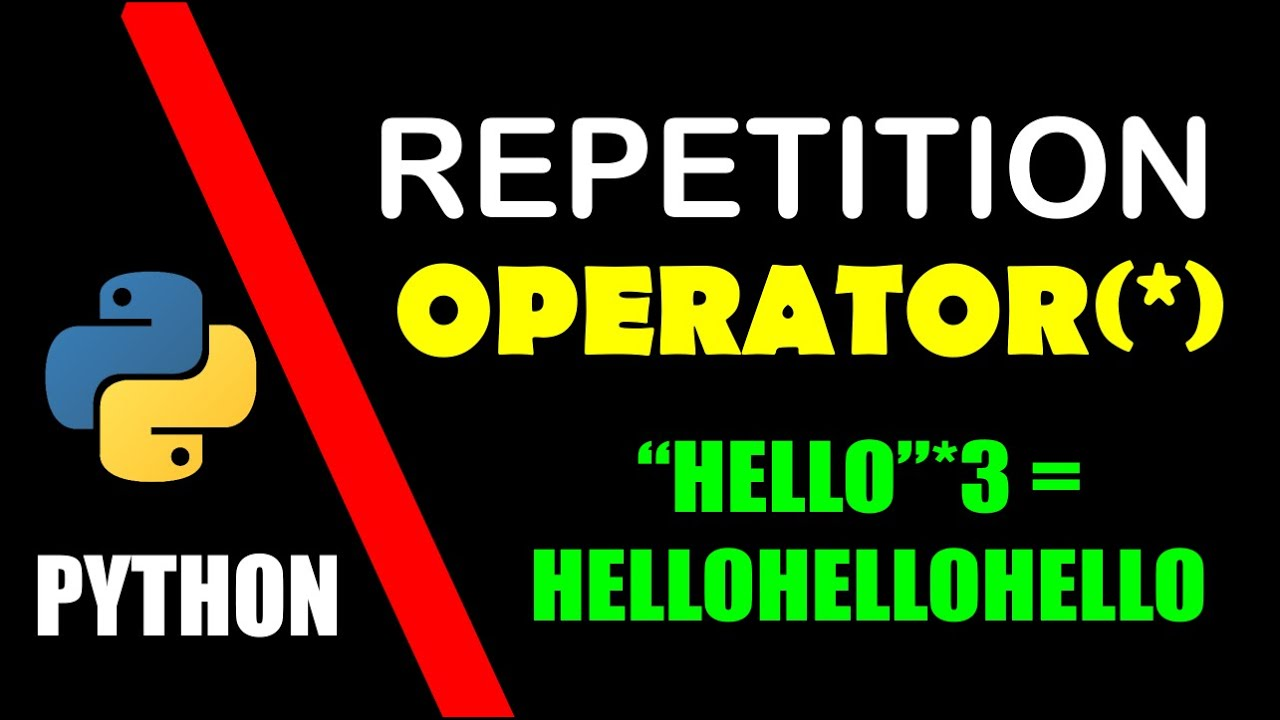 REPETITION
OPERATOR(*)
“HELLO”*3 =
HELLOHELLOHELLO
PYTHON